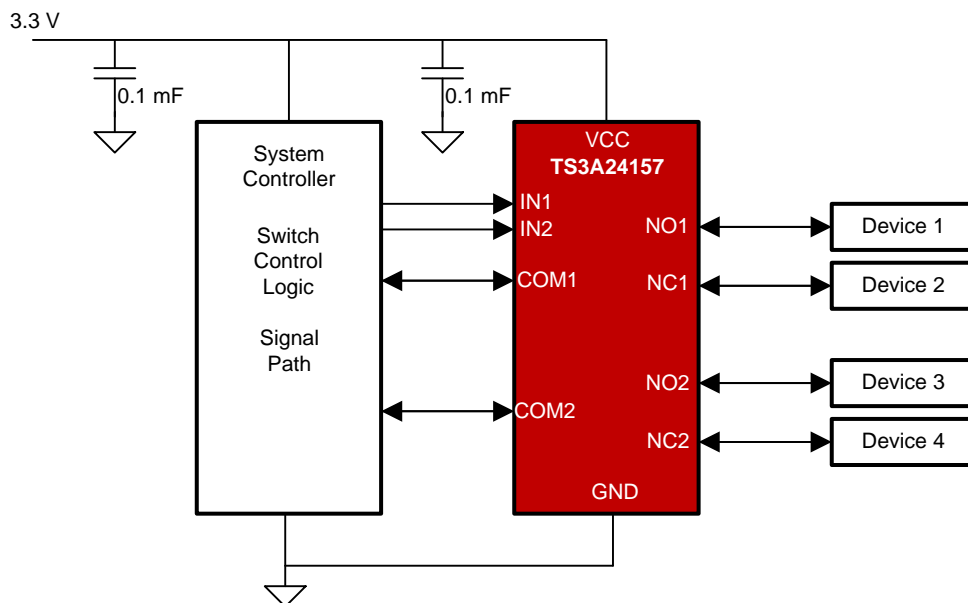 3.3 V
0.1 mF
0.1 mF
System
Controller
Switch
Control
Logic
Signal
Path
VCC
TS3A24157
IN1
IN2
COM1
COM2
NO1
NC1
NO2
NC2
GND
Device 1
Device 2
Device 3
Device 4